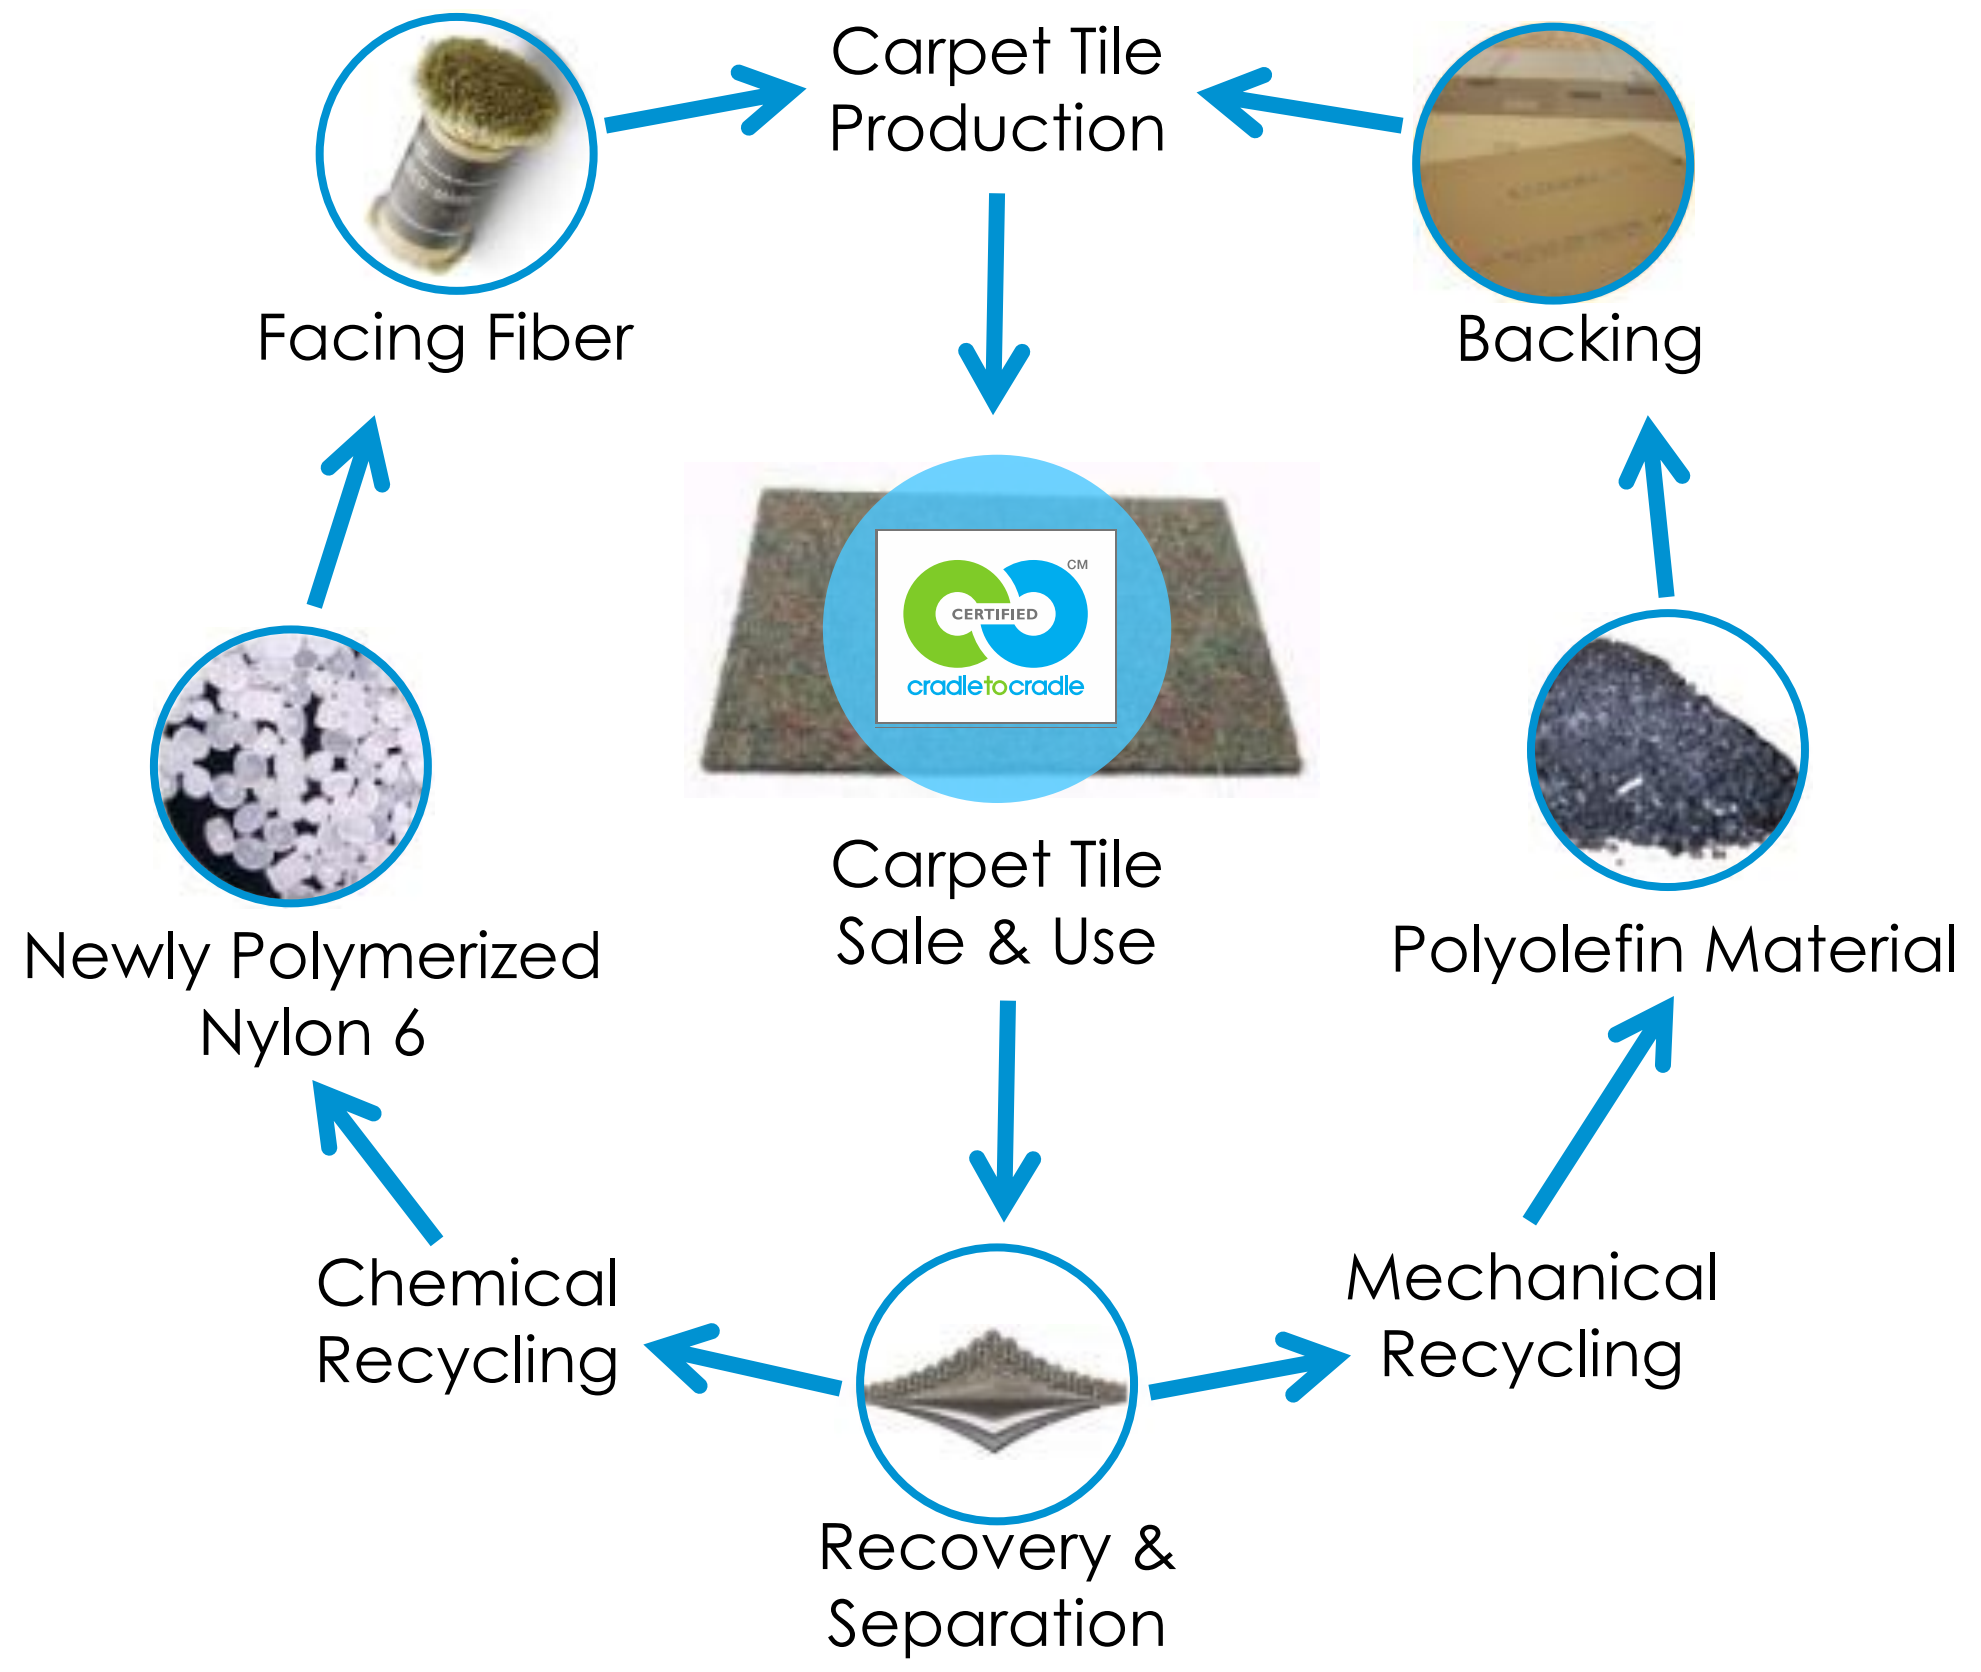 Carpet Tile
Production
Facing Fiber
Backing
CM
CERTIFIED
cradletocradle
Carpet Tile
Sale & Use
Newly Polymerized
Nylon 6
Polyolefin Material
Chemical
Recycling
Mechanical
Recycling
Recovery &
Separation